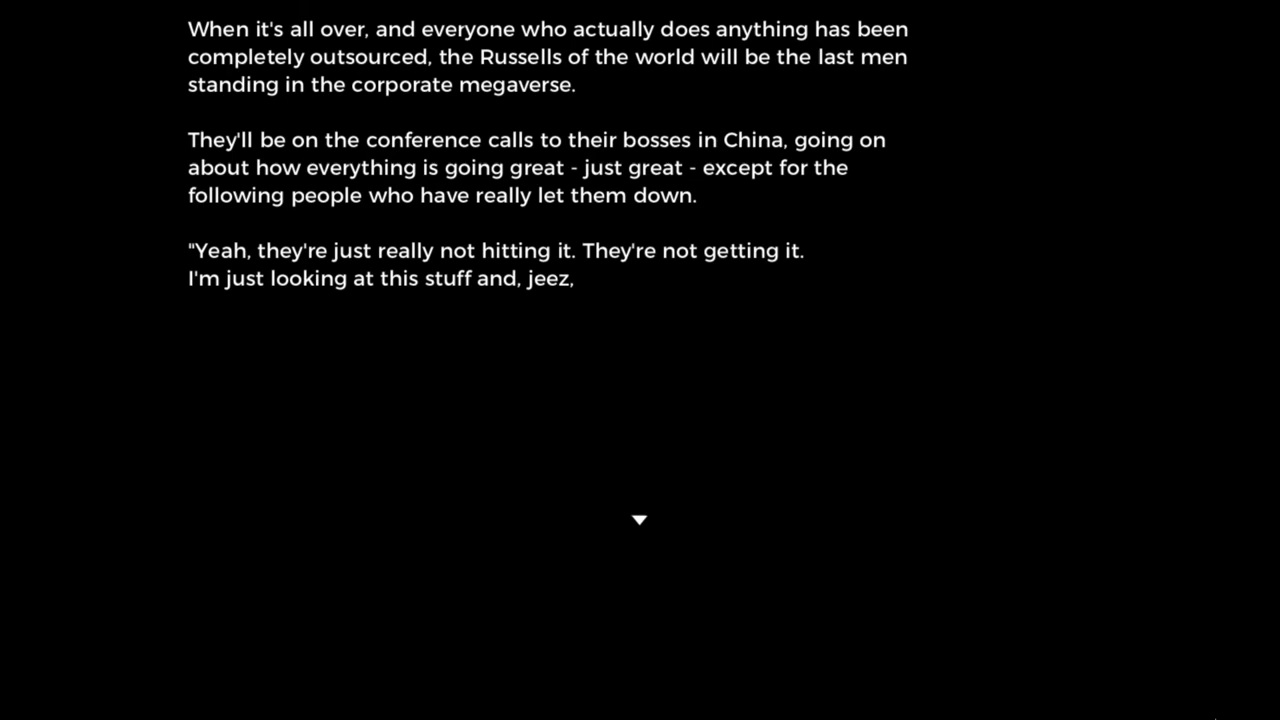 When it's all over, and everyone who actually does anything has been
completely outsourced, the Russells of the world will be the last men
standing in the corporate megaverse.
They'll be on the conference calls to their bosses in China, going on
about how everything is going great - just great - except for the
following people who have really let them down.
"Yeah, they're just really not hitting it. They're not getting it.
I'm just looking at this stuff and, jeez,